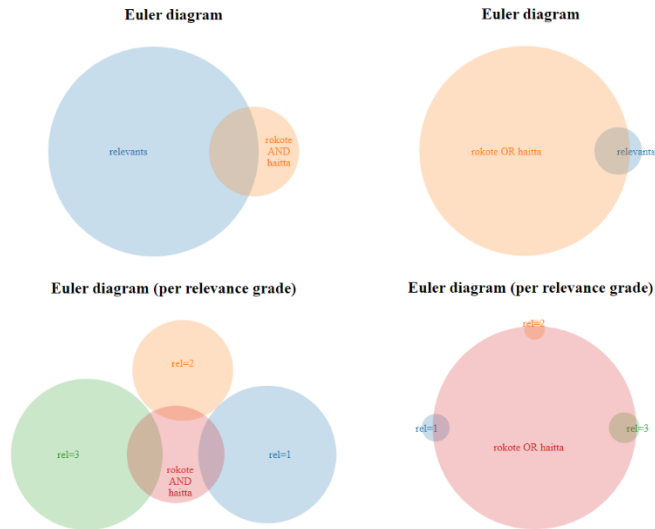 Euler diagram
relevants
rokote
AND
haitta
Euler diagram
rokote OR haitta
relevants
Euler diagram (per relevance grade)
rel=2
rel=3
rokote
AND
haitta
rel=1
Euler diagram (per relevance grade)
rel=2
rel=1
rel=3
rokote OR haitta